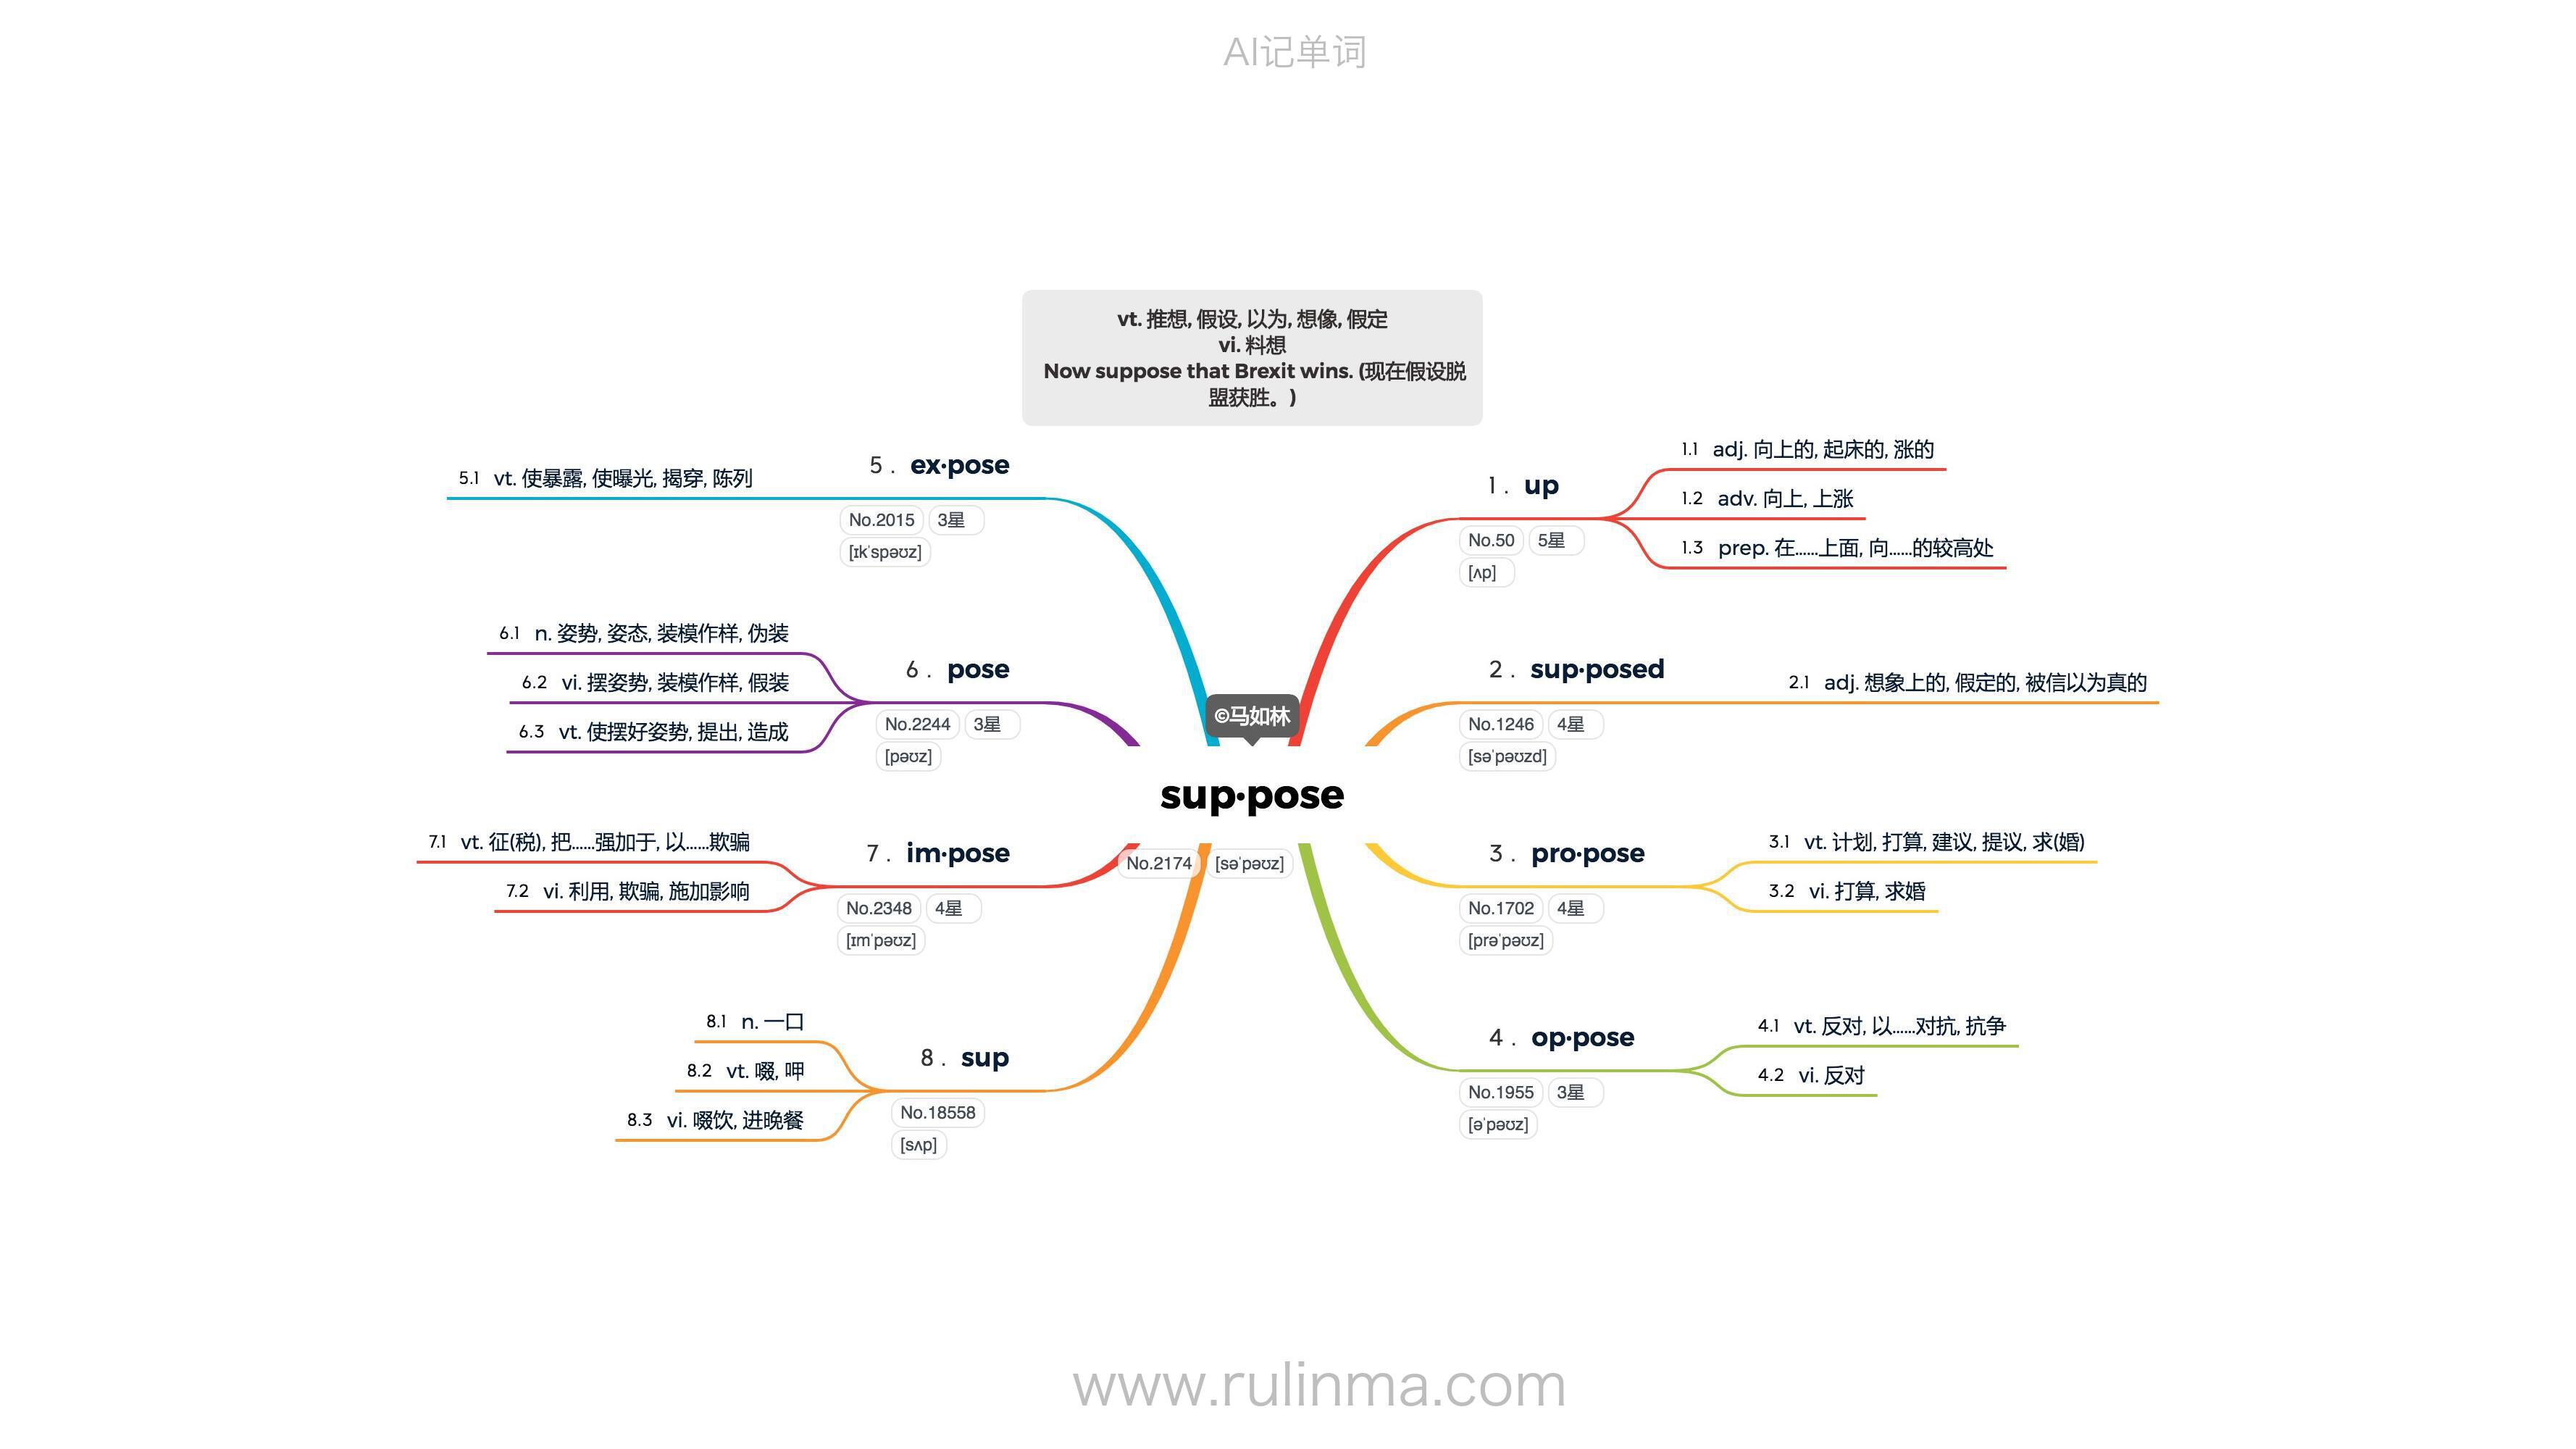 AI记单词
vt. 推想, 假设, 以为, 想像, 假定
vi. 料想
Now suppose that Brexit wins. (现在假设脱
盟获胜。)
©马如林
sup·pose
No.2174 [səˈpəʊz]
1 . up
No.50 5星
[ʌp]
1.1 adj. 向上的, 起床的, 涨的
1.2 adv. 向上, 上涨
1.3 prep. 在……上面, 向……的较高处
2 . sup·posed
No.1246 4星
[səˈpəʊzd]
2.1 adj. 想象上的, 假定的, 被信以为真的
3 . pro·pose
No.1702 4星
[prəˈpəʊz]
3.1 vt. 计划, 打算, 建议, 提议, 求(婚)
3.2 vi. 打算, 求婚
4 . op·pose
No.1955 3星
[əˈpəʊz]
4.1 vt. 反对, 以……对抗, 抗争
4.2 vi. 反对
5 . ex·pose
No.2015 3星
[ɪkˈspəʊz]
5.1 vt. 使暴露, 使曝光, 揭穿, 陈列
6 . pose
No.2244 3星
[pəʊz]
6.1 n. 姿势, 姿态, 装模作样, 伪装
6.2 vi. 摆姿势, 装模作样, 假装
6.3 vt. 使摆好姿势, 提出, 造成
7 . im·pose
No.2348 4星
[ɪmˈpəʊz]
7.1 vt. 征(税), 把……强加于, 以……欺骗
7.2 vi. 利用, 欺骗, 施加影响
8 . sup
No.18558
[sʌp]
8.1 n. 一口
8.2 vt. 啜, 呷
8.3 vi. 啜饮, 进晚餐
www.rulinma.com